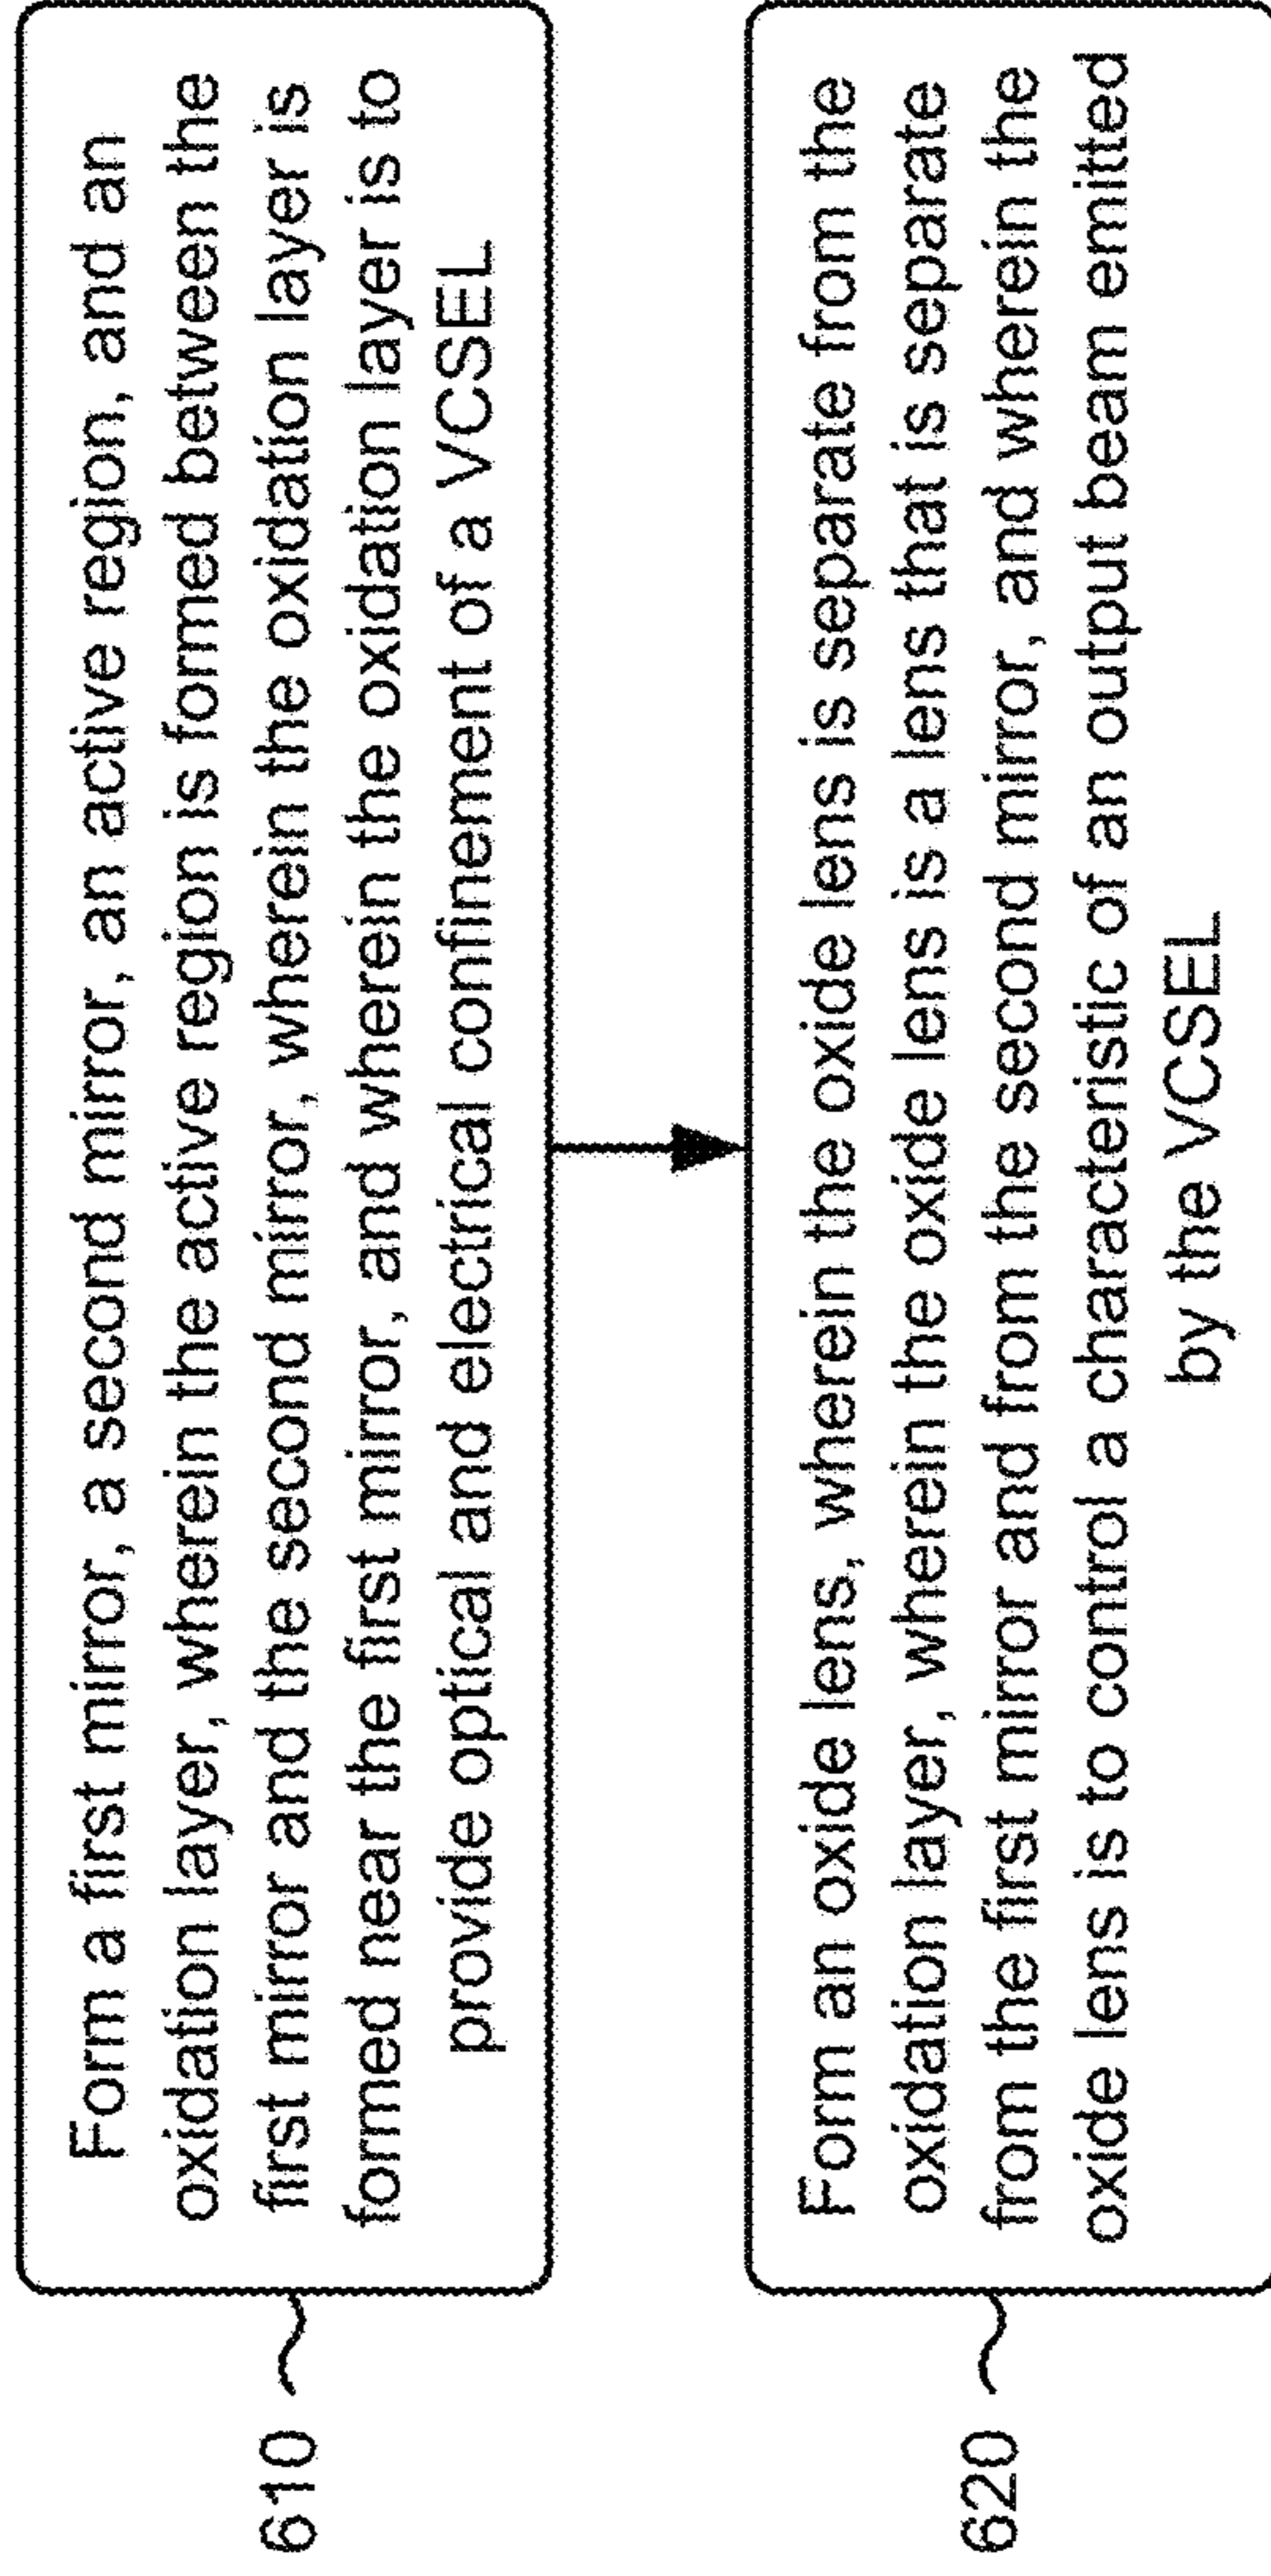 610
Form a first mirror, a second mirror, an active region, and an
oxidation layer, wherein the active region is formed between the
first mirror and the second mirror, wherein the oxidation layer is
formed near the first mirror, and wherein the oxidation layer is to
provide optical and electrical confinement of a VCSEL
620
Form an oxide lens, wherein the oxide lens is separate from the
oxidation layer, wherein the oxide lens is a lens that is separate
from the first mirror and from the second mirror, and wherein the
oxide lens is to control a characteristic of an output beam emitted
by the VCSEL